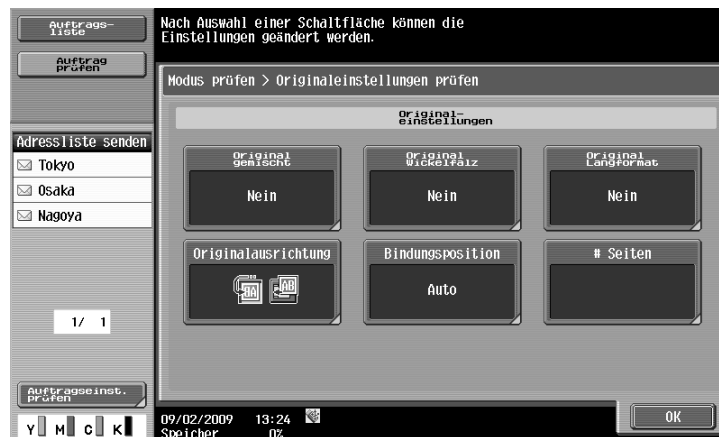 Auftrags-
liste
Auftrag
prüfen
Nach Auswahl einer Schaltfläche können die
Einstellungen geändert werden.
Modus prüfen > Originaleinstellungen prüfen
Original-
einstellungen
Adressliste senden
Tokyo
Osaka
Nagoya
Original
gemischt
Nein
Original
Wickelfalz
Nein
Original
Langformat
Nein
Originalausrichtung
AB
AB
Bindungsposition
Auto
# Seiten
1/ 1
Auftragseinst.
prüfen
Y M C K
09/02/2009 13:24
Speicher 0%
OK